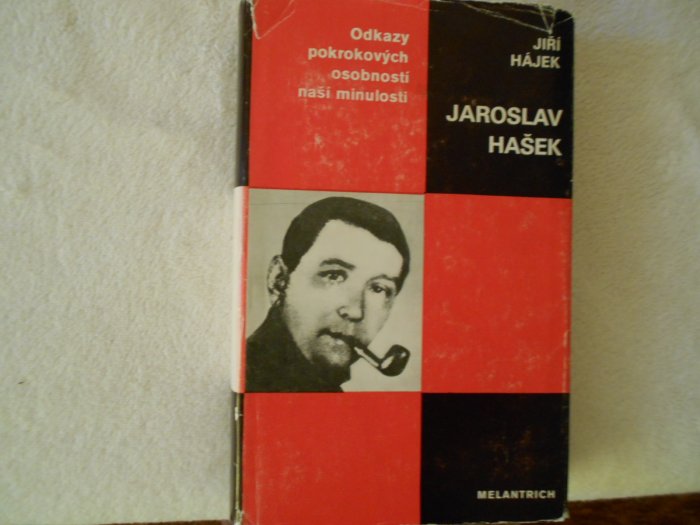 Odkazy
pokrokových
osobností
naší minulosti
JIŘÍ
HÁJEK
JAROSLAV
HAŠEK
MELANTRICH